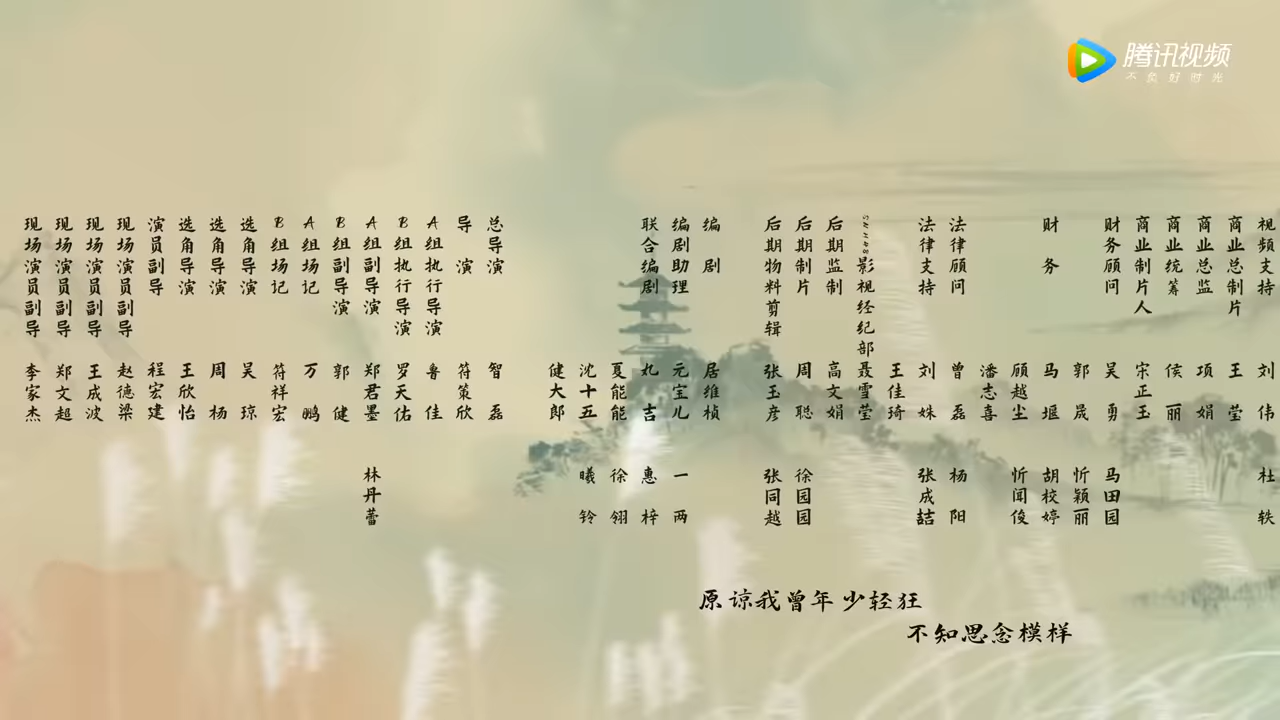 腾讯视频
不负好时光
视频支持 刘伟 杜轶
商业总制片 王莹
商业总监 项娟
商业统筹 侯丽
商业制片人 宋正玉
财务顾问 吴勇 马田园
郭晟 忻颖丽
财务 马堰 胡校婷
顾越尘 忻闻俊
潘志喜
法律顾问 曾磊 杨阳
法律支持 刘姝 张成喆
王佳琦
影视经纪部 聂雪莹
后期监制 高文娟
后期制片 周聪 徐园园
后期物料剪辑 张玉彦 张同越
编剧 居维桢
编剧助理 元宝儿 一两
联合编剧 札吉 惠梓
夏能能 徐翎
沈十五 曦铃
健大郎
总导演 智磊
导演 符策欣
A组执行导演 鲁佳
B组执行导演 罗天佑
A组副导演 郑君墨 林丹蕾
B组副导演 郭健
A组场记 万鹏
B组场记 符祥宏
选角导演 吴琼
选角导演 周杨
选角导演 王欣怡
演员副导 程宏建
现场演员副导 赵德梁
现场演员副导 王成波
现场演员副导 郑文超
现场演员副导 李家杰
原谅我曾年少轻狂
不知思念模样